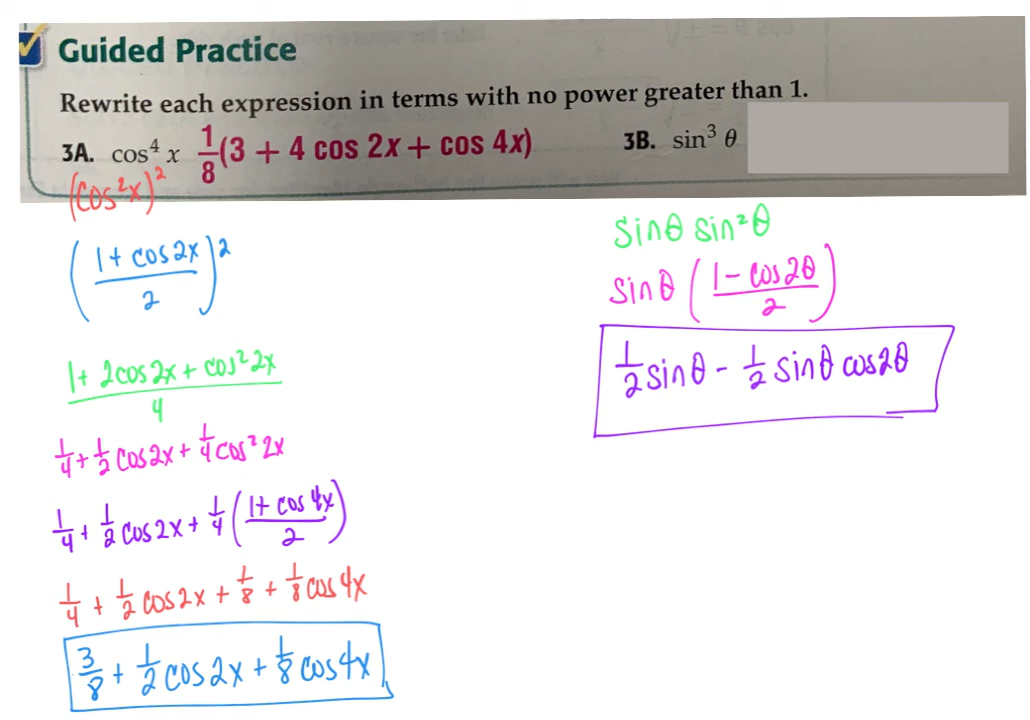 Guided Practice
Rewrite each expression in terms with no power greater than 1.
3A. cos⁴ x 1/8(3 + 4 cos 2x + cos 4x) 3B. sin³ θ
(cos²x)²
((1 + cos 2x)/2)²
(1 + 2cos 2x + cos² 2x)/4
1/4 + 1/2 cos 2x + 1/4 cos² 2x
1/4 + 1/2 cos 2x + 1/4 ((1 + cos 4x)/2)
1/4 + 1/2 cos 2x + 1/8 + 1/8 cos 4x
3/8 + 1/2 cos 2x + 1/8 cos 4x
sinθ sin²θ
sinθ ((1 - cos 2θ)/2)
1/2 sinθ - 1/2 sinθ cos 2θ